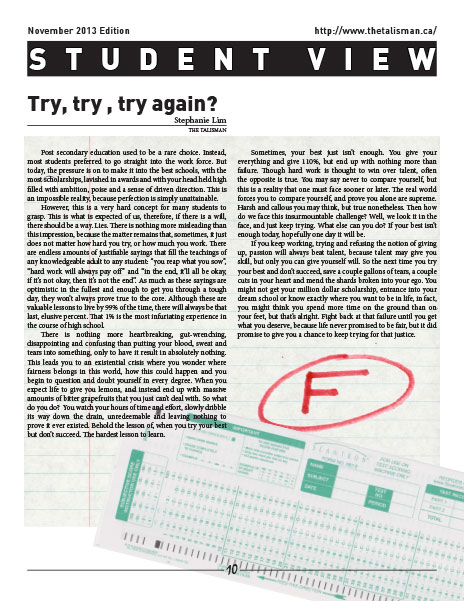 November 2013 Edition
http://www.thetalisman.ca/
STUDENT VIEW
Try, try , try again?
Stephanie Lim
THE TALISMAN
Post secondary education used to be a rare choice. Instead,
most students preferred to go straight into the work force. But
today, the pressure is on to make it into the best schools, with the
most scholarships, lavished in awards and with your head held high
filled with ambition, poise and a sense of driven direction. This is
an impossible reality, because perfection is simply unattainable.
However, this is a very hard concept for many students to
grasp. This is what is expected of us, therefore, if there is a will,
there should be a way. Lies. There is nothing more misleading than
this impression, because the matter remains that, sometimes, it just
does not matter how hard you try, or how much you work. There
are endless amounts of justifiable sayings that fill the teachings
of any knowledgeable adult to any student: "you reap what you sow",
"hard work will always pay off" and "in the end, it'll all be okay,
if it's not okay, then it's not the end". As much as these sayings are
optimistic in the fullest and enough to get you through a tough
day, they won't always prove true to the core. Although these are
valuable lessons to live by 99% of the time, there will always be that
last, elusive percent. That 1% is the most infuriating experience in
the course of high school.
There is nothing more heartbreaking, gut-wrenching,
disappointing and confusing than putting your blood, sweat and
tears into something, only to have it result in absolutely nothing.
This leads you to an existential crisis where you wonder where
fairness belongs in this world, how this could happen and you
begin to question and doubt yourself in every degree. When you
expect life to give you lemons, and instead end up with massive
amounts of bitter grapefruits that you just can't deal with. So what
do you do? You watch your hours of time and effort, slowly dribble
its way down the drain, unredeemable and leaving nothing to
prove it ever existed. Behold the lesson of, when you try your best
but don't succeed. The hardest lesson to learn.
Sometimes, your best just isn't enough. You give your
everything and give 110%, but end up with nothing more than
failure. Though hard work is thought to win over talent, often
the opposite is true. You may say never to compare yourself, but
this is a reality that one must face sooner or later. The real world
forces you to compare yourself, and prove you alone are supreme.
Harsh and callous you may think, but true nonetheless. Then how
do we face this insurmountable challenge? Well, we look it in the
face, and just keep trying. What else can you do? If your best isn't
enough today, hopefully one day it will be.
If you keep working, trying and refusing the notion of giving
up, passion will always best talent, because talent may give you
skill, but only you can give yourself will. So the next time you try
your best and don't succeed, save a couple gallons of tears, a couple
cuts in your heart and mend the shards broken into your ego. You
might not get your million dollar scholarship, entrance into your
dream school or know exactly where you want to be in life, in fact,
you might think you spend more time on the ground than on
your feet, but that's alright. Fight back at that failure until you get
what you deserve, because life never promised to be fair, but it did
promise to give you a chance to keep trying for that justice.
F
IMPORTANT
NAME
SUBJECT
DATE
TEST NO.
PERIOD
TEST RECORD
PART 1
PART 2
TOTAL
10